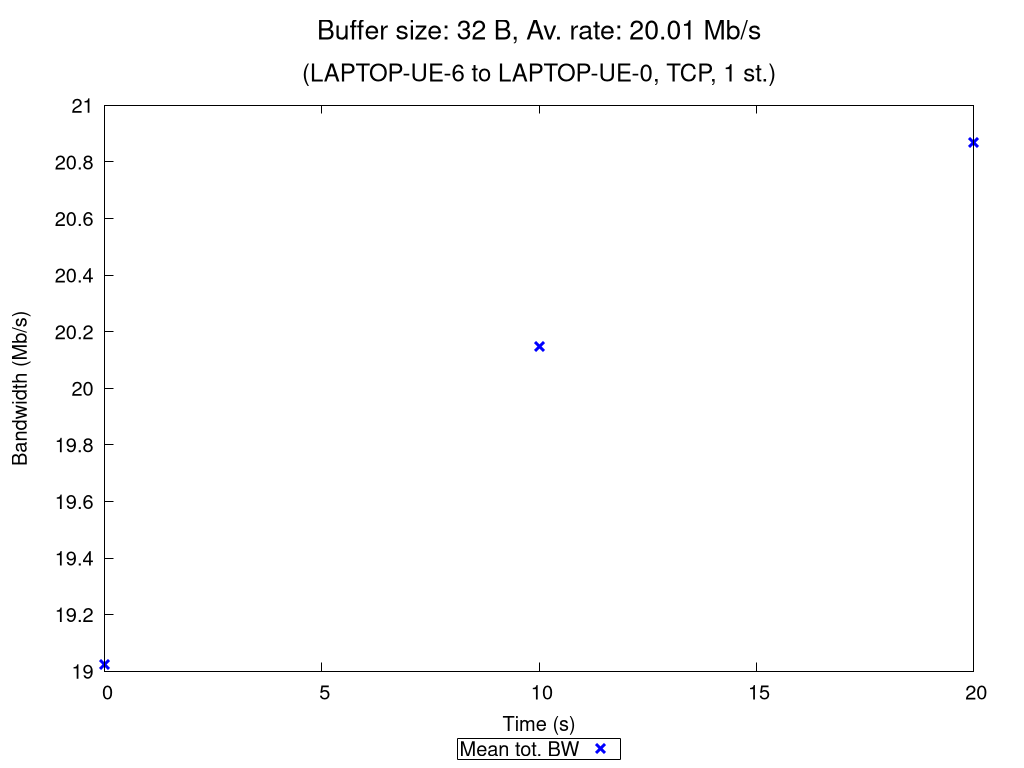 Buffer size: 32 B, Av. rate: 20.01 Mb/s
(LAPTOP-UE-6 to LAPTOP-UE-0, TCP, 1 st.)
21
20.8
20.6
20.4
20.2
20
19.8
19.6
19.4
19.2
19
Bandwidth (Mb/s)
0 5 10 15 20
Time (s)
Mean tot. BW